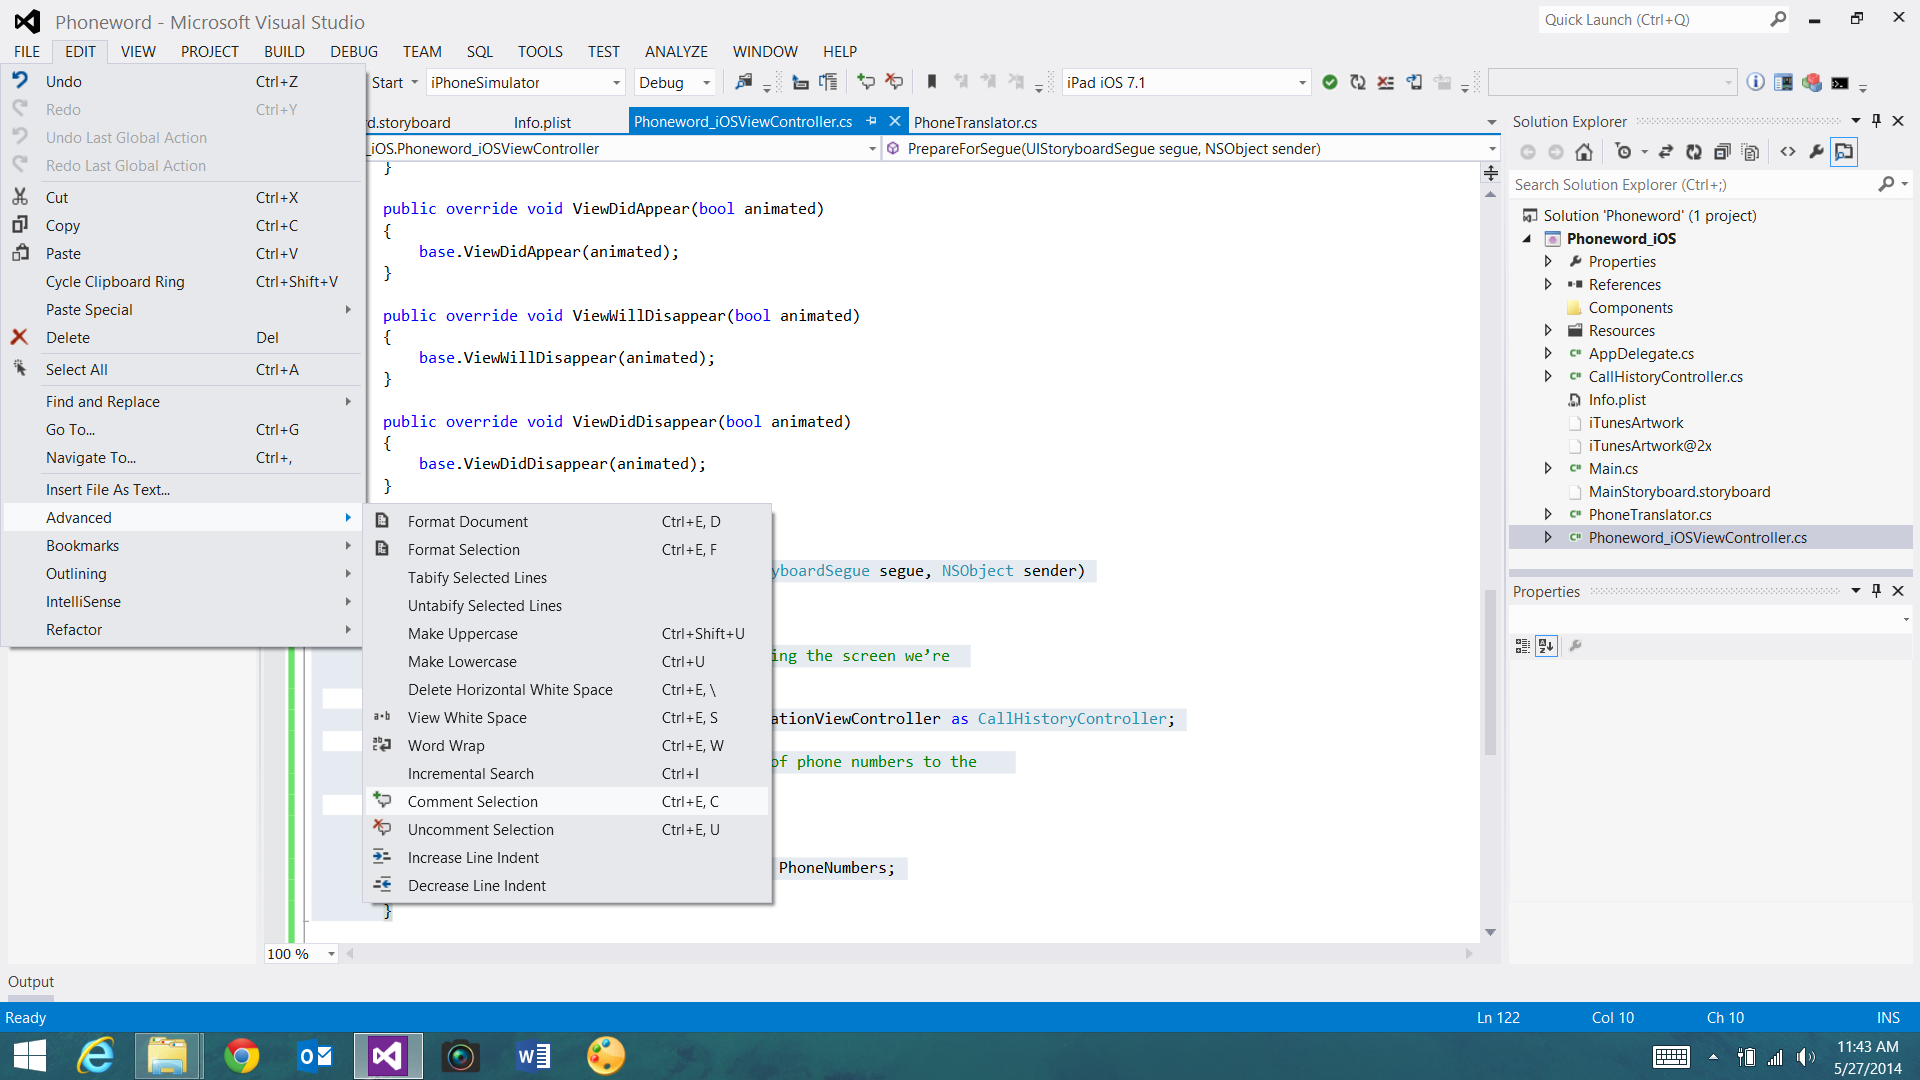 Phoneword - Microsoft Visual Studio
Quick Launch (Ctrl+Q)
FILE EDIT VIEW PROJECT BUILD DEBUG TEAM SQL TOOLS TEST ANALYZE WINDOW HELP
Start iPhoneSimulator Debug iPad iOS 7.1
Undo Ctrl+Z
Redo Ctrl+Y
Undo Last Global Action
Redo Last Global Action
Cut Ctrl+X
Copy Ctrl+C
Paste Ctrl+V
Cycle Clipboard Ring Ctrl+Shift+V
Paste Special
Delete Del
Select All Ctrl+A
Find and Replace
Go To... Ctrl+G
Navigate To... Ctrl+,
Insert File As Text...
Advanced
Bookmarks
Outlining
IntelliSense
Refactor
Format Document Ctrl+E, D
Format Selection Ctrl+E, F
Tabify Selected Lines
Untabify Selected Lines
Make Uppercase Ctrl+Shift+U
Make Lowercase Ctrl+U
Delete Horizontal White Space Ctrl+E, \
View White Space Ctrl+E, S
Word Wrap Ctrl+E, W
Incremental Search Ctrl+I
Comment Selection Ctrl+E, C
Uncomment Selection Ctrl+E, U
Increase Line Indent
Decrease Line Indent
d.storyboard Info.plist Phoneword_iOSViewController.cs PhoneTranslator.cs
_iOS.Phoneword_iOSViewController PrepareForSegue(UIStoryboardSegue segue, NSObject sender)
}
public override void ViewDidAppear(bool animated)
{
base.ViewDidAppear(animated);
}
public override void ViewWillDisappear(bool animated)
{
base.ViewWillDisappear(animated);
}
public override void ViewDidDisappear(bool animated)
{
base.ViewDidDisappear(animated);
}
yboardSegue segue, NSObject sender)
ing the screen we’re
ationViewController as CallHistoryController;
of phone numbers to the
PhoneNumbers;
}
100 %
Solution Explorer
Search Solution Explorer (Ctrl+;)
Solution 'Phoneword' (1 project)
Phoneword_iOS
Properties
References
Components
Resources
AppDelegate.cs
CallHistoryController.cs
Info.plist
iTunesArtwork
iTunesArtwork@2x
Main.cs
MainStoryboard.storyboard
PhoneTranslator.cs
Phoneword_iOSViewController.cs
Properties
Output
Ready Ln 122 Col 10 Ch 10 INS
11:43 AM
5/27/2014